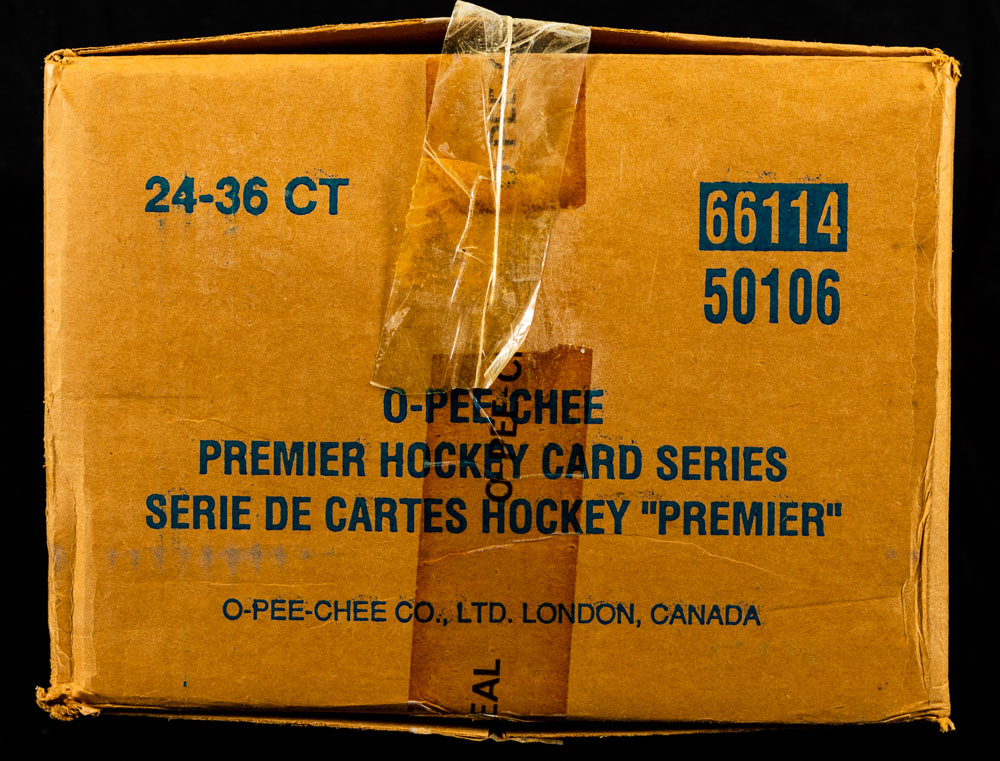 24-36 CT
66114
50106
O-PEE-CHEE
PREMIER HOCKEY CARD SERIES
SERIE DE CARTES HOCKEY "PREMIER"
O-PEE-CHEE CO., LTD. LONDON, CANADA